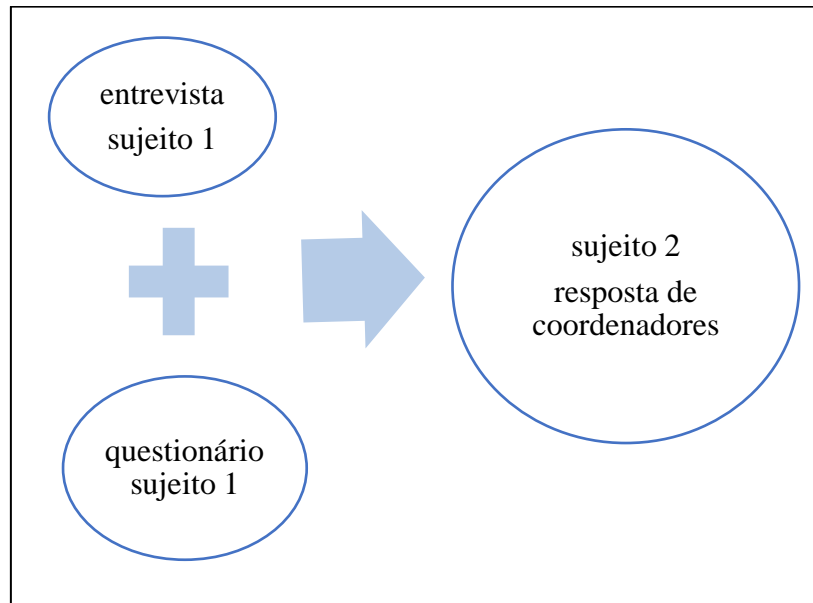 entrevista
sujeito 1
questionário
sujeito 1
sujeito 2
resposta de
coordenadores